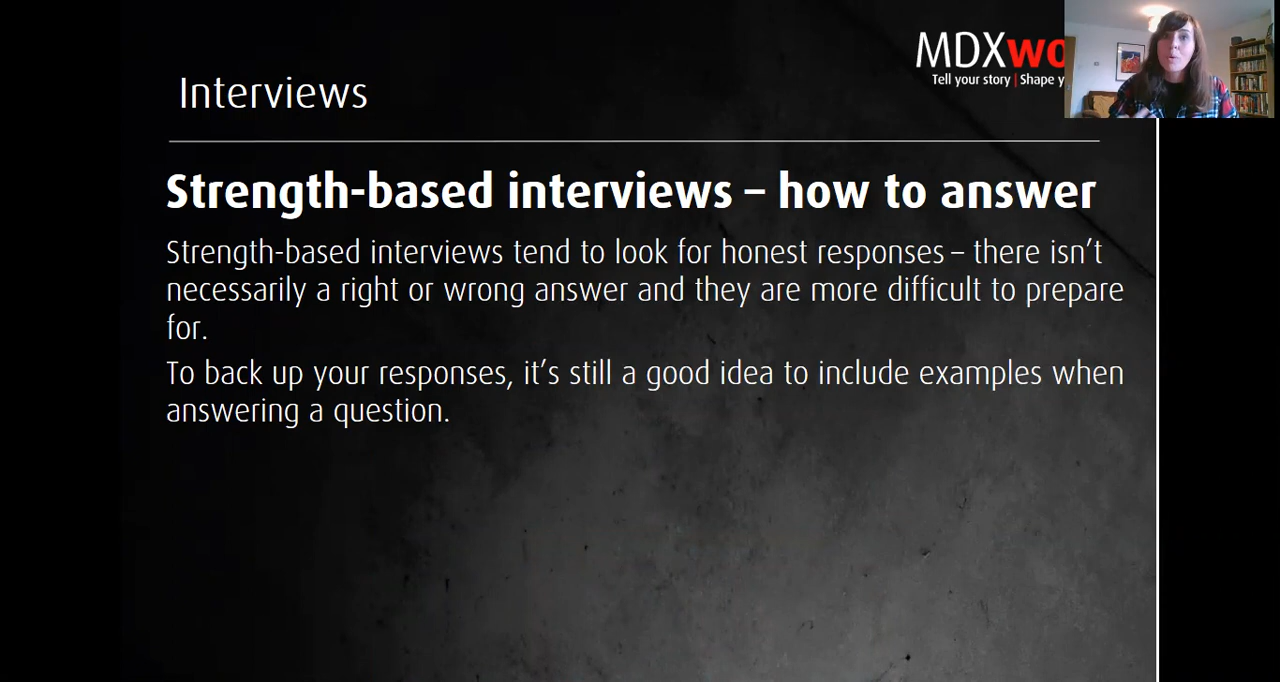 MDXwo
Tell your story | Shape y
Interviews
Strength-based interviews – how to answer
Strength-based interviews tend to look for honest responses – there isn’t
necessarily a right or wrong answer and they are more difficult to prepare
for.
To back up your responses, it’s still a good idea to include examples when
answering a question.